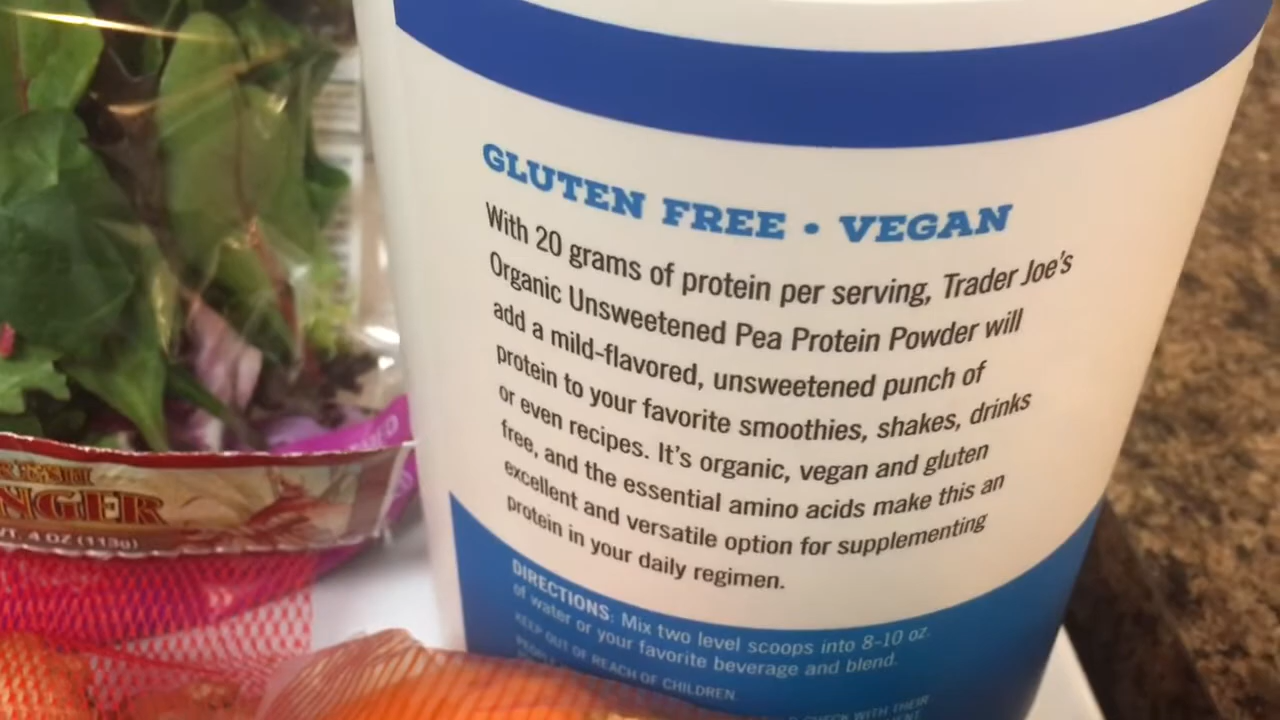 GLUTEN FREE • VEGAN
With 20 grams of protein per serving, Trader Joe's
Organic Unsweetened Pea Protein Powder will
add a mild-flavored, unsweetened punch of
protein to your favorite smoothies, shakes, drinks
or even recipes. It's organic, vegan and gluten
free, and the essential amino acids make this an
excellent and versatile option for supplementing
protein in your daily regimen.
DIRECTIONS: Mix two level scoops into 8-10 oz.
of water or your favorite beverage and blend.
KEEP OUT OF REACH OF CHILDREN.
CHECK WITH THEIR
NGER
WT. 4 OZ (113g)